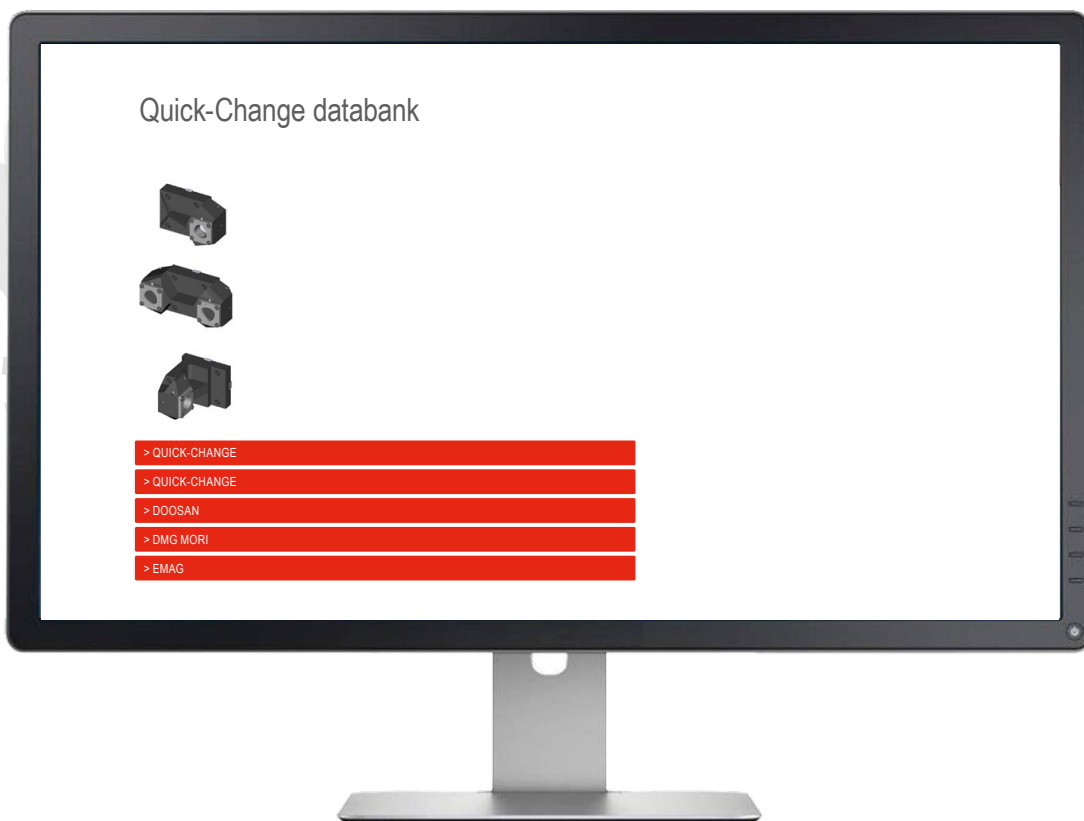 Quick-Change databank
> QUICK-CHANGE
> QUICK-CHANGE
> DOOSAN
> DMG MORI
> EMAG